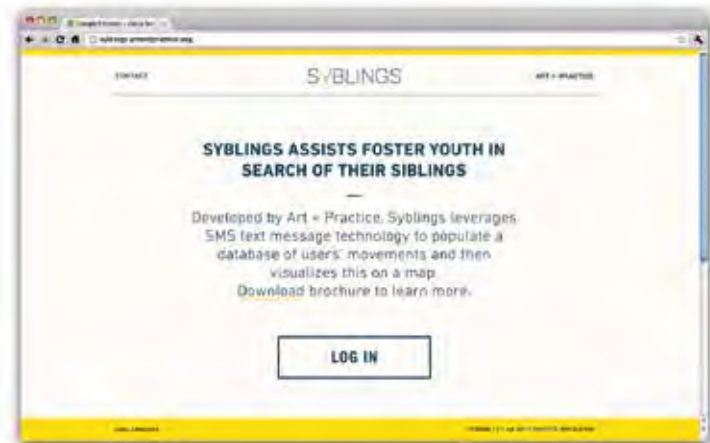 CONTACT
SYBLINGS
ART + PRACTICE
SYBLINGS ASSISTS FOSTER YOUTH IN
SEARCH OF THEIR SIBLINGS
Developed by Art + Practice, Syblings leverages
SMS text message technology to populate a
database of users' movements and then
visualizes this on a map
Download brochure to learn more.
LOG IN